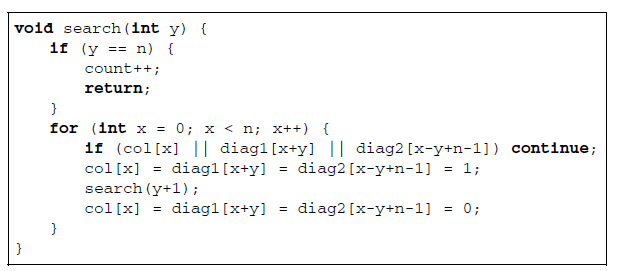 void search(int y) {
    if (y == n) {
        count++;
        return;
    }
    for (int x = 0; x < n; x++) {
        if (col[x] || diag1[x+y] || diag2[x-y+n-1]) continue;
        col[x] = diag1[x+y] = diag2[x-y+n-1] = 1;
        search(y+1);
        col[x] = diag1[x+y] = diag2[x-y+n-1] = 0;
    }
}